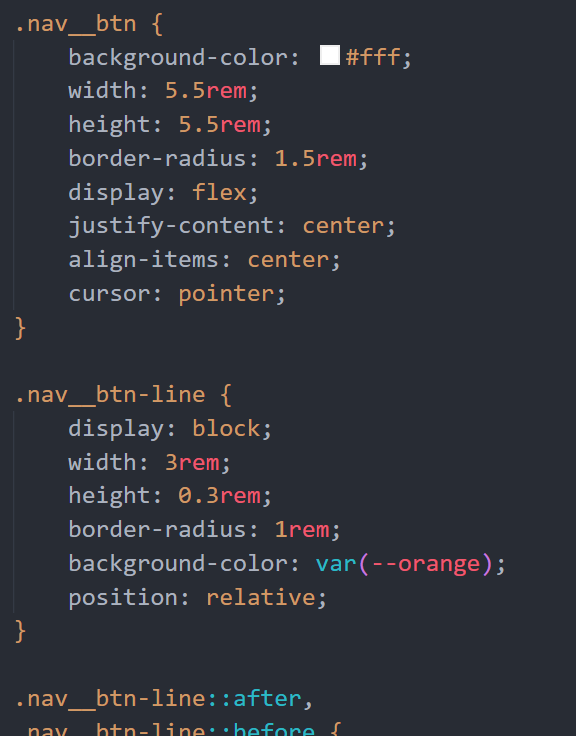 .nav__btn {
background-color: #fff;
width: 5.5rem;
height: 5.5rem;
border-radius: 1.5rem;
display: flex;
justify-content: center;
align-items: center;
cursor: pointer;
}
.nav__btn-line {
display: block;
width: 3rem;
height: 0.3rem;
border-radius: 1rem;
background-color: var(--orange);
position: relative;
}
.nav__btn-line::after,
.nav__btn-line::before {